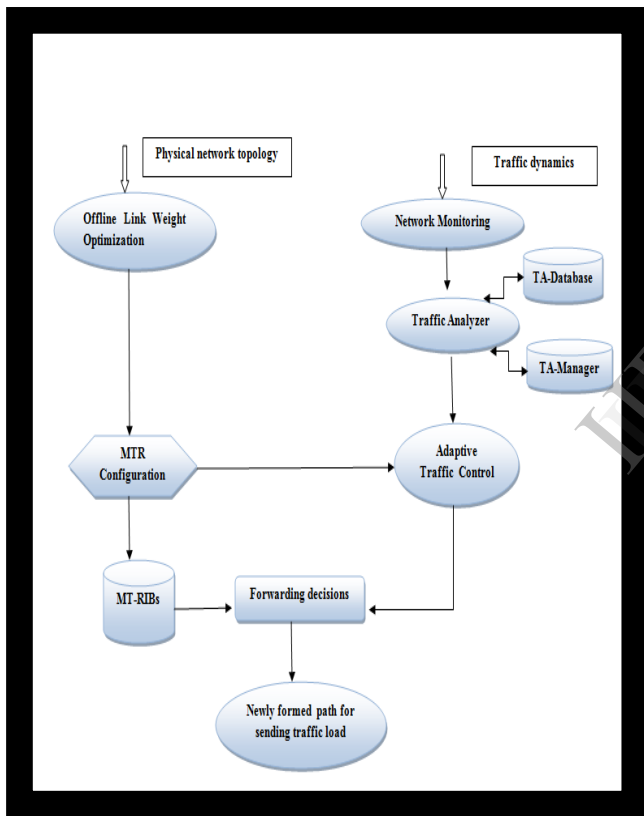 Physical network topology
Traffic dynamics
Offline Link Weight
Optimization
Network Monitoring
TA-Database
Traffic Analyzer
TA-Manager
MTR
Configuration
Adaptive
Traffic Control
MT-RIBs
Forwarding decisions
Newly formed path for
sending traffic load